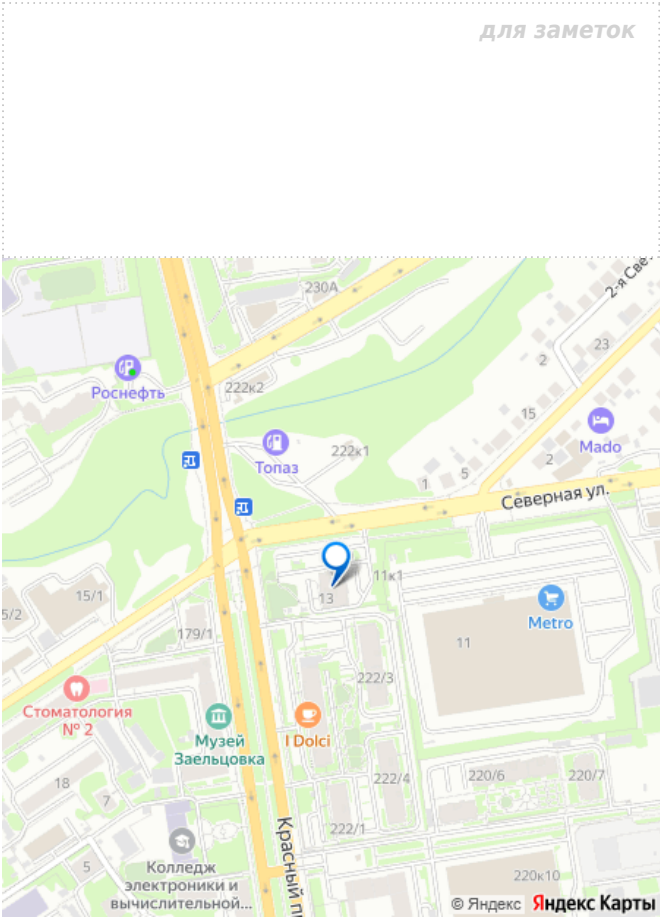 для заметок
230А
2-я Све
Роснефть
222к2
23
2
15
Mado
Топаз
222к1
2
5
1
Северная ул.
15/1
5/2
11к1
13
Metro
11
179/1
222/3
Стоматология
№ 2
Музей
Заельцовка
I Dolci
18
7
222/4
220/6
220/7
222/1
Красный п
5
Колледж
электроники и
вычислительной...
220к10
© Яндекс
Яндекс Карты